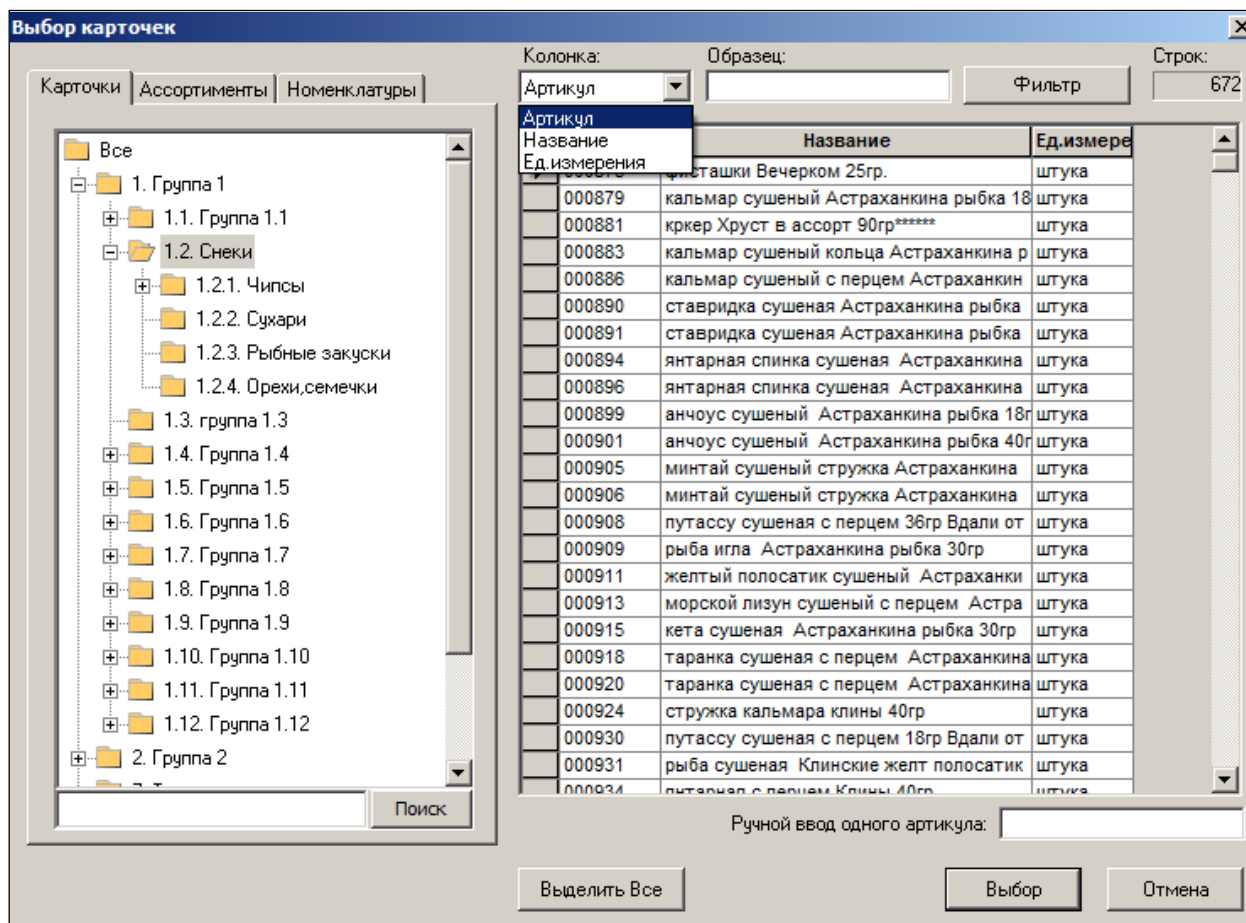 Выбор карточек
Колонка: Образец: Строк:
Карточки Ассортименты Номенклатуры
Артикул Фильтр 672
Артикул
Название
Ед.измерения
Название Ед.измере
Все
1. Группа 1
1.1. Группа 1.1
1.2. Снеки
1.2.1. Чипсы
1.2.2. Сухари
1.2.3. Рыбные закуски
1.2.4. Орехи,семечки
1.3. группа 1.3
1.4. Группа 1.4
1.5. Группа 1.5
1.6. Группа 1.6
1.7. Группа 1.7
1.8. Группа 1.8
1.9. Группа 1.9
1.10. Группа 1.10
1.11. Группа 1.11
1.12. Группа 1.12
2. Группа 2
Поиск
фисташки Вечерком 25гр. штука
000879 кальмар сушеный Астраханкина рыбка 18 штука
000881 кркер Хруст в ассорт 90гр****** штука
000883 кальмар сушеный кольца Астраханкина р штука
000886 кальмар сушеный с перцем Астраханкин штука
000890 ставридка сушеная Астраханкина рыбка штука
000891 ставридка сушеная Астраханкина рыбка штука
000894 янтарная спинка сушеная Астраханкина штука
000896 янтарная спинка сушеная Астраханкина штука
000899 анчоус сушеный Астраханкина рыбка 18г штука
000901 анчоус сушеный Астраханкина рыбка 40г штука
000905 минтай сушеный стружка Астраханкина штука
000906 минтай сушеный стружка Астраханкина штука
000908 путассу сушеная с перцем 36гр Вдали от штука
000909 рыба игла Астраханкина рыбка 30гр штука
000911 желтый полосатик сушеный Астраханки штука
000913 морской лизун сушеный с перцем Астра штука
000915 кета сушеная Астраханкина рыбка 30гр штука
000918 таранка сушеная с перцем Астраханкина штука
000920 таранка сушеная с перцем Астраханкина штука
000924 стружка кальмара клины 40гр штука
000930 путассу сушеная с перцем 18гр Вдали от штука
000931 рыба сушеная Клинские желт полосатик штука
000934 янтарная с перцем Клины 40гр штука
Ручной ввод одного артикула:
Выделить Все Выбор Отмена